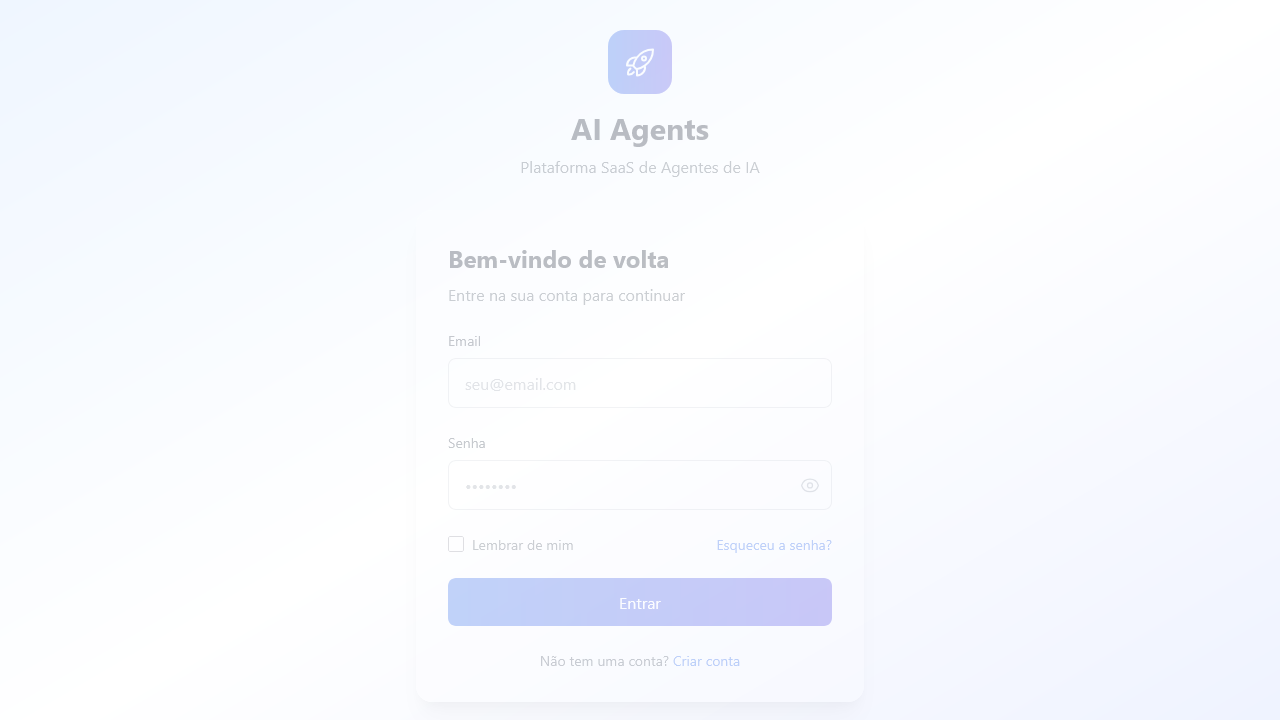 AI Agents
Plataforma SaaS de Agentes de IA
Bem-vindo de volta
Entre na sua conta para continuar
Email
seu@email.com
Senha
••••••••
Lembrar de mim
Esqueceu a senha?
Entrar
Não tem uma conta? Criar conta